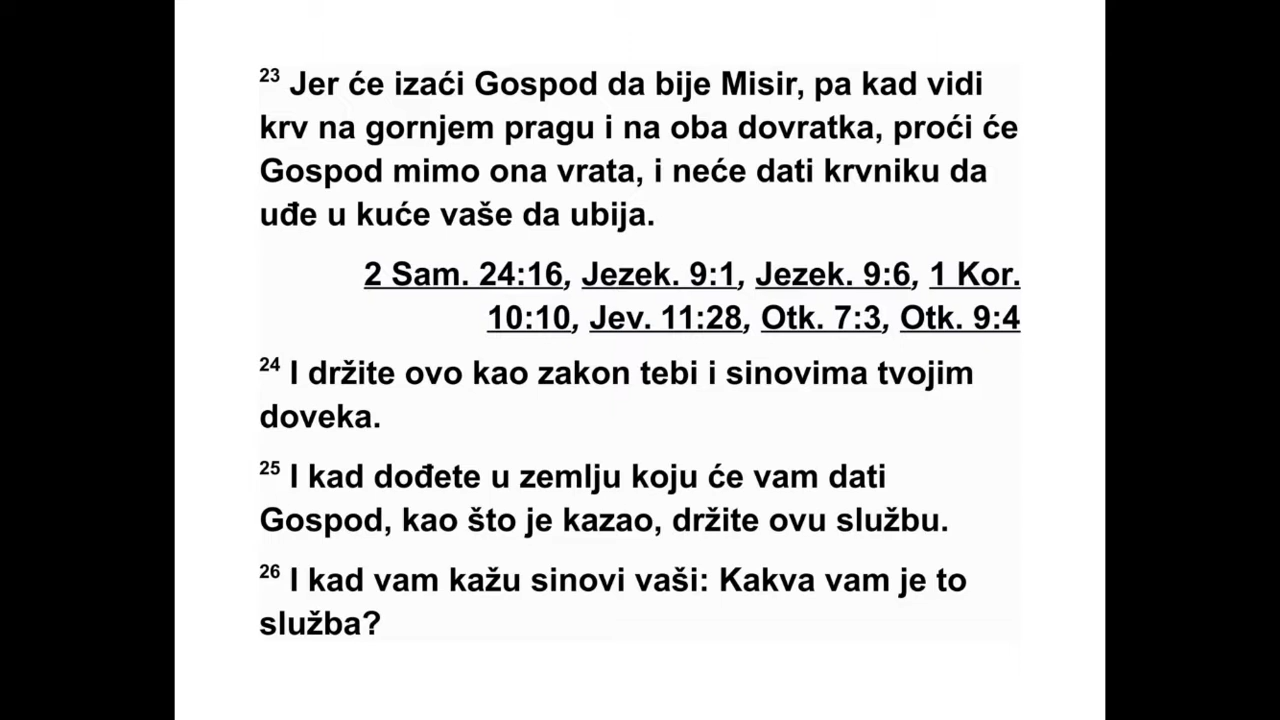 23 Jer će izaći Gospod da bije Misir, pa kad vidi
krv na gornjem pragu i na oba dovratka, proći će
Gospod mimo ona vrata, i neće dati krvniku da
uđe u kuće vaše da ubija.
2 Sam. 24:16, Jezek. 9:1, Jezek. 9:6, 1 Kor.
10:10, Jev. 11:28, Otk. 7:3, Otk. 9:4
24 I držite ovo kao zakon tebi i sinovima tvojim
doveka.
25 I kad dođete u zemlju koju će vam dati
Gospod, kao što je kazao, držite ovu službu.
26 I kad vam kažu sinovi vaši: Kakva vam je to
služba?